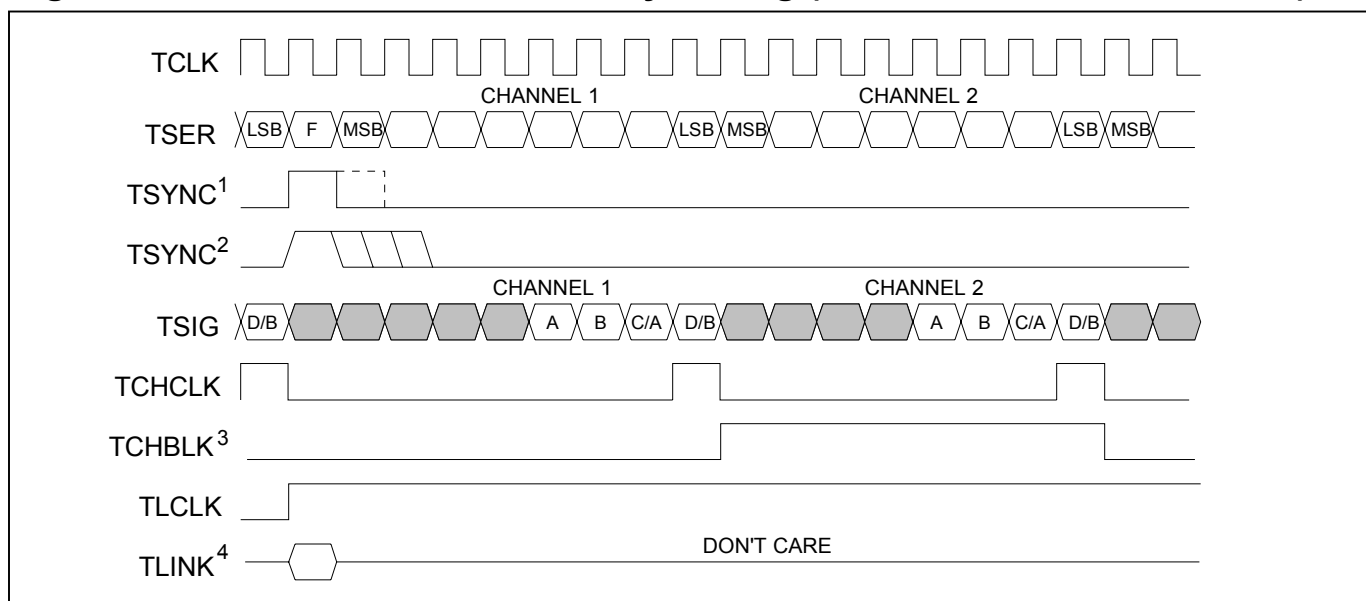 TCLK
CHANNEL 1 CHANNEL 2
TSER LSB F MSB LSB MSB LSB MSB
TSYNC1
TSYNC2
CHANNEL 1 CHANNEL 2
TSIG D/B A B C/A D/B A B C/A D/B
TCHCLK
TCHBLK3
TLCLK
DON'T CARE
TLINK4